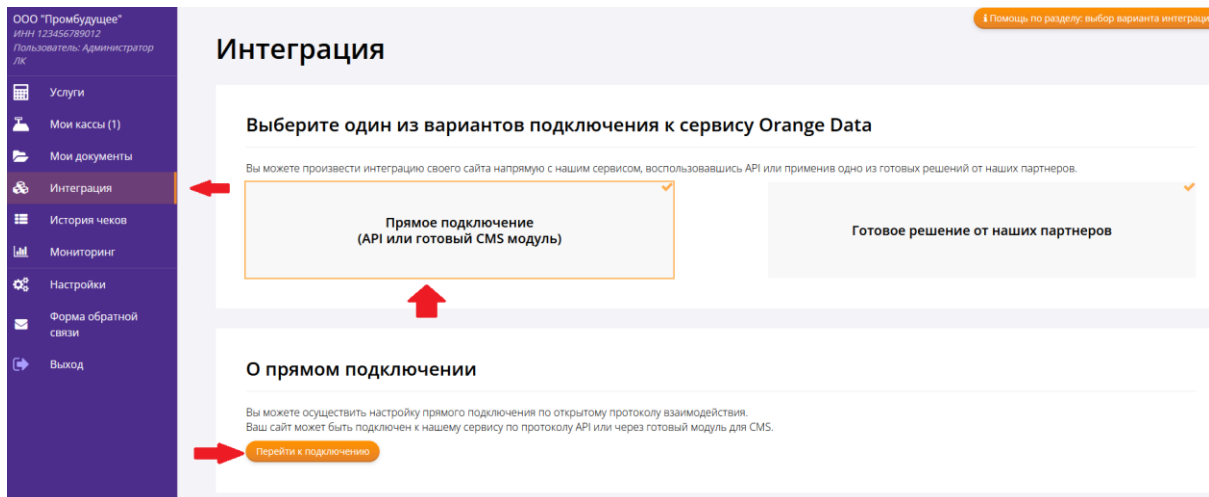 ООО "Промбудущее"
ИНН 123456789012
Пользователь: Администратор
ЛК
Услуги
Мои кассы (1)
Мои документы
Интеграция
История чеков
Мониторинг
Настройки
Форма обратной
связи
Выход
Помощь по разделу: выбор варианта интеграци
Интеграция
Выберите один из вариантов подключения к сервису Orange Data
Вы можете произвести интеграцию своего сайта напрямую с нашим сервисом, воспользовавшись API или применив одно из готовых решений от наших партнеров.
Прямое подключение
(API или готовый CMS модуль)
Готовое решение от наших партнеров
О прямом подключении
Вы можете осуществить настройку прямого подключения по открытому протоколу взаимодействия.
Ваш сайт может быть подключен к нашему сервису по протоколу API или через готовый модуль для CMS.
Перейти к подключению